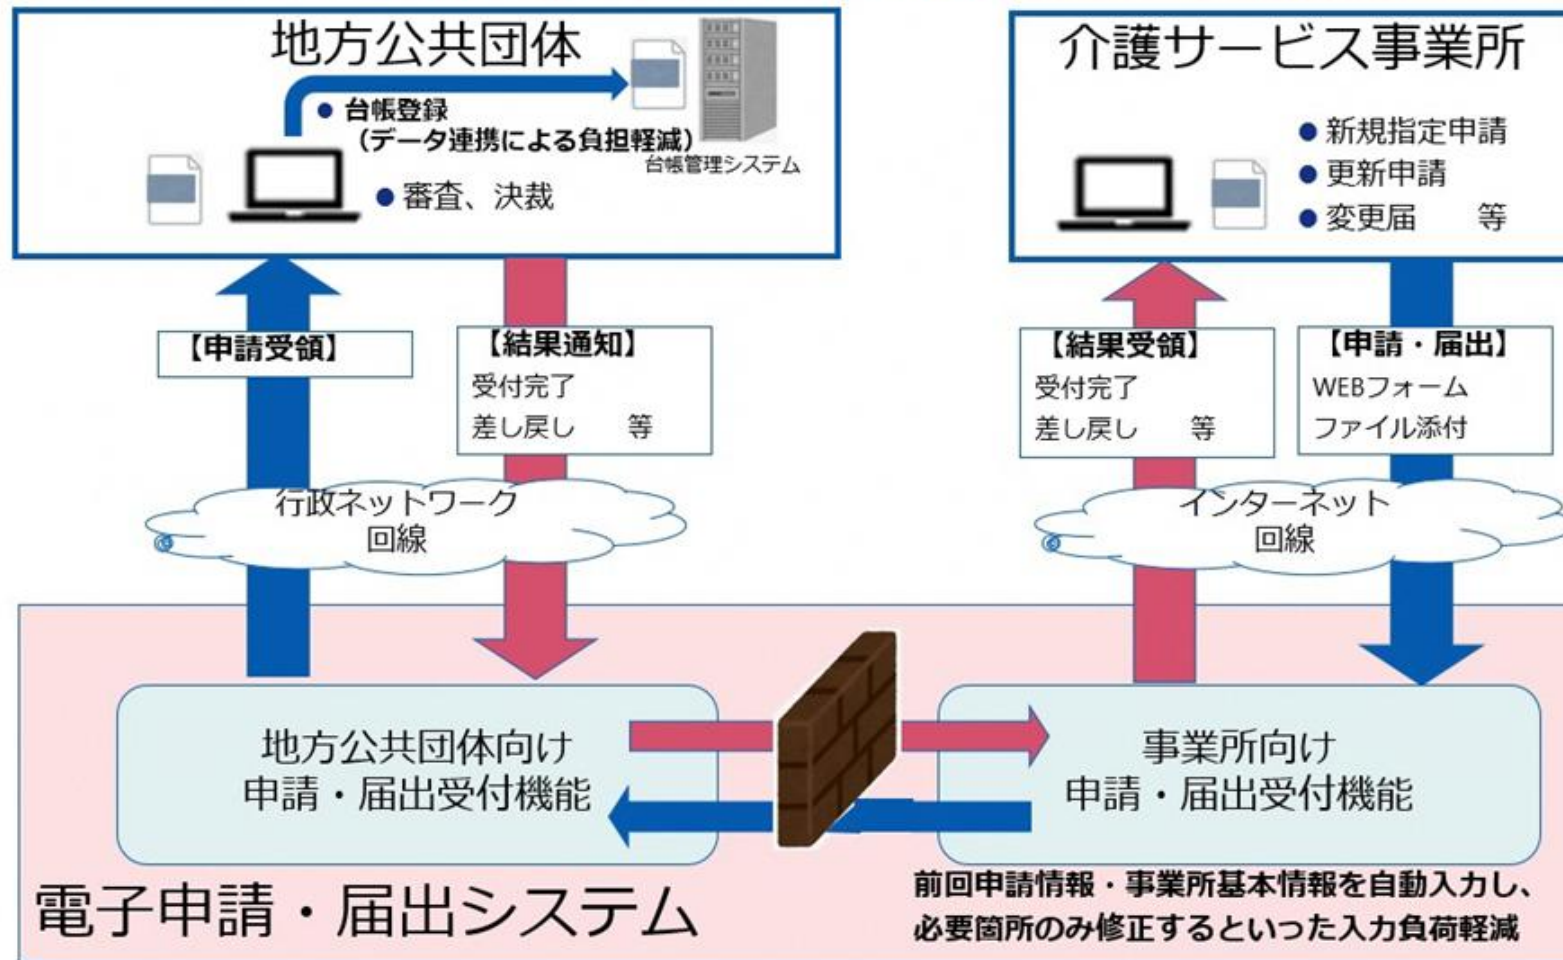 地方公共団体
● 台帳登録
（データ連携による負担軽減）
台帳管理システム
● 審査、決裁
介護サービス事業所
● 新規指定申請
● 更新申請
● 変更届　　等
【申請受領】
【結果通知】
受付完了
差し戻し　　等
【結果受領】
受付完了
差し戻し　　等
【申請・届出】
WEBフォーム
ファイル添付
行政ネットワーク
回線
インターネット
回線
地方公共団体向け
申請・届出受付機能
事業所向け
申請・届出受付機能
電子申請・届出システム
前回申請情報・事業所基本情報を自動入力し、
必要箇所のみ修正するといった入力負荷軽減